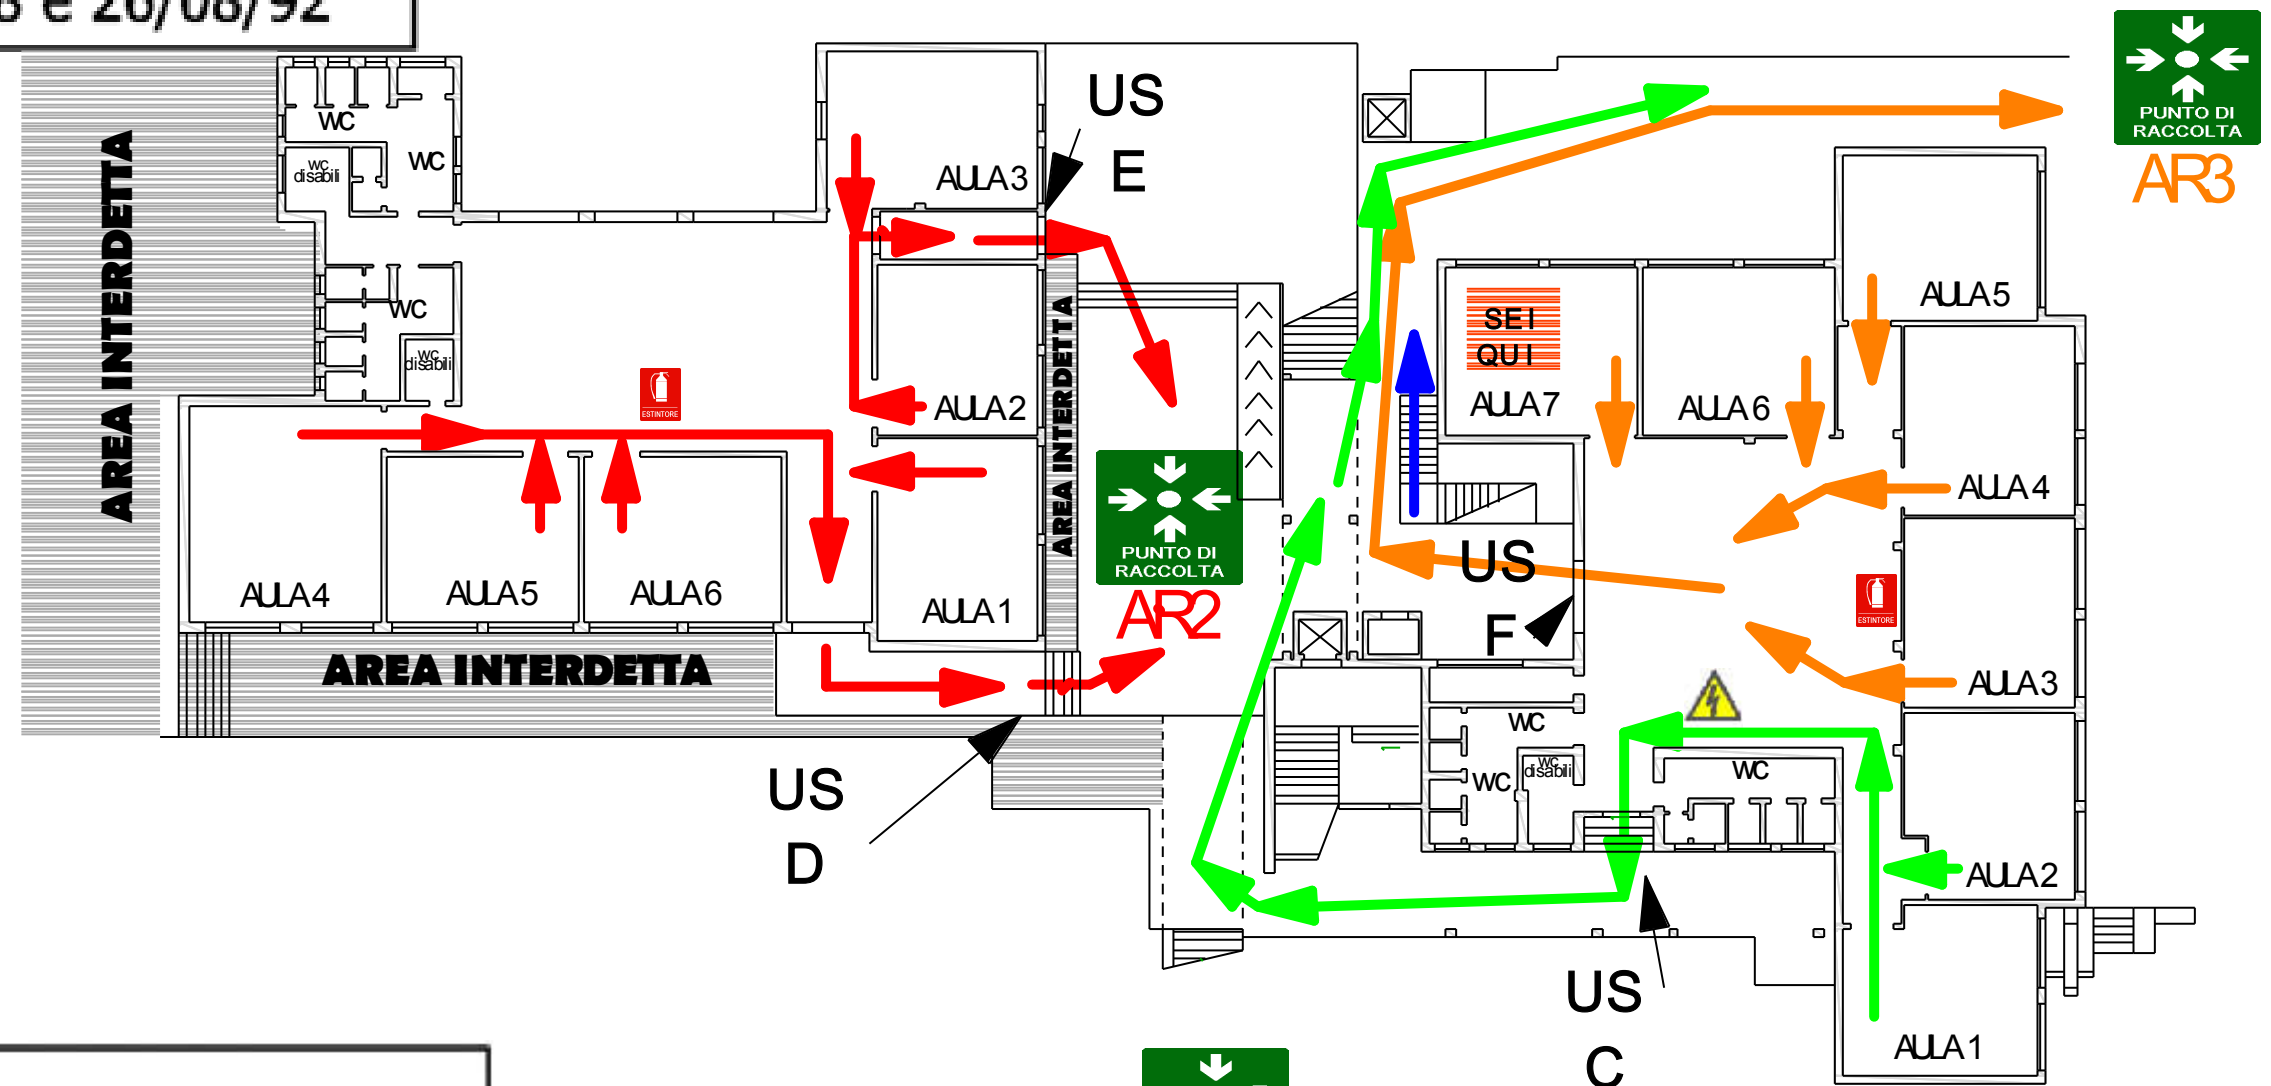 e 26/08/92
PUNTO DI
RACCOLTA
AR3
US
E
WC
WC
wc
disabili
AULA 3
AREA INTERDETTA
WC
wc
disabili
ESTINTORE
AULA 2
AREA INTERDETTA
AULA 4
AULA 5
AULA 6
AULA 1
AREA INTERDETTA
PUNTO DI
RACCOLTA
AR2
US
D
SEI
QUI
AULA 7
AULA 6
AULA 5
AULA 4
US
F
ESTINTORE
AULA 3
WC
WC
wc
disabili
WC
AULA 2
US
C
AULA 1